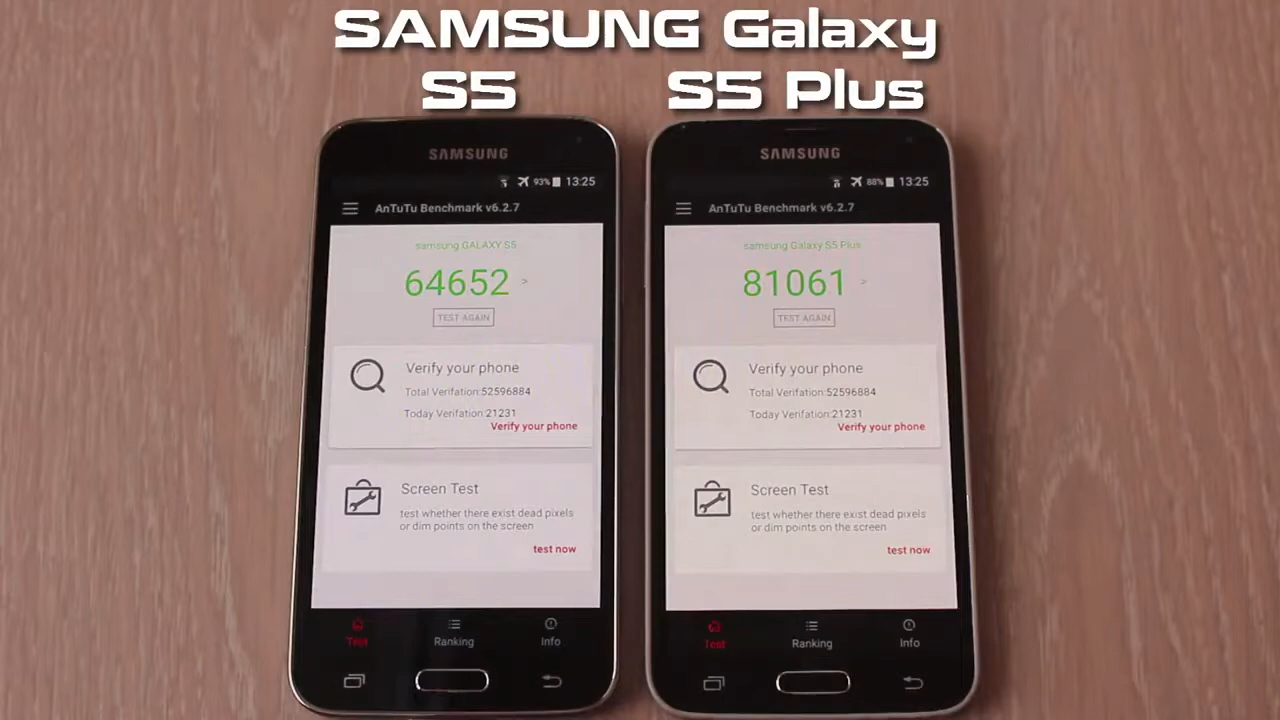 SAMSUNG Galaxy
S5 S5 Plus
SAMSUNG
93% 13:25
AnTuTu Benchmark v6.2.7
samsung GALAXY S5
64652 >
TEST AGAIN
Verify your phone
Total Verifation:52596884
Today Verifation:21231
Verify your phone
Screen Test
test whether there exist dead pixels
or dim points on the screen
test now
Test Ranking Info
SAMSUNG
88% 13:25
AnTuTu Benchmark v6.2.7
samsung Galaxy S5 Plus
81061 >
TEST AGAIN
Verify your phone
Total Verifation:52596884
Today Verifation:21231
Verify your phone
Screen Test
test whether there exist dead pixels
or dim points on the screen
test now
Test Ranking Info